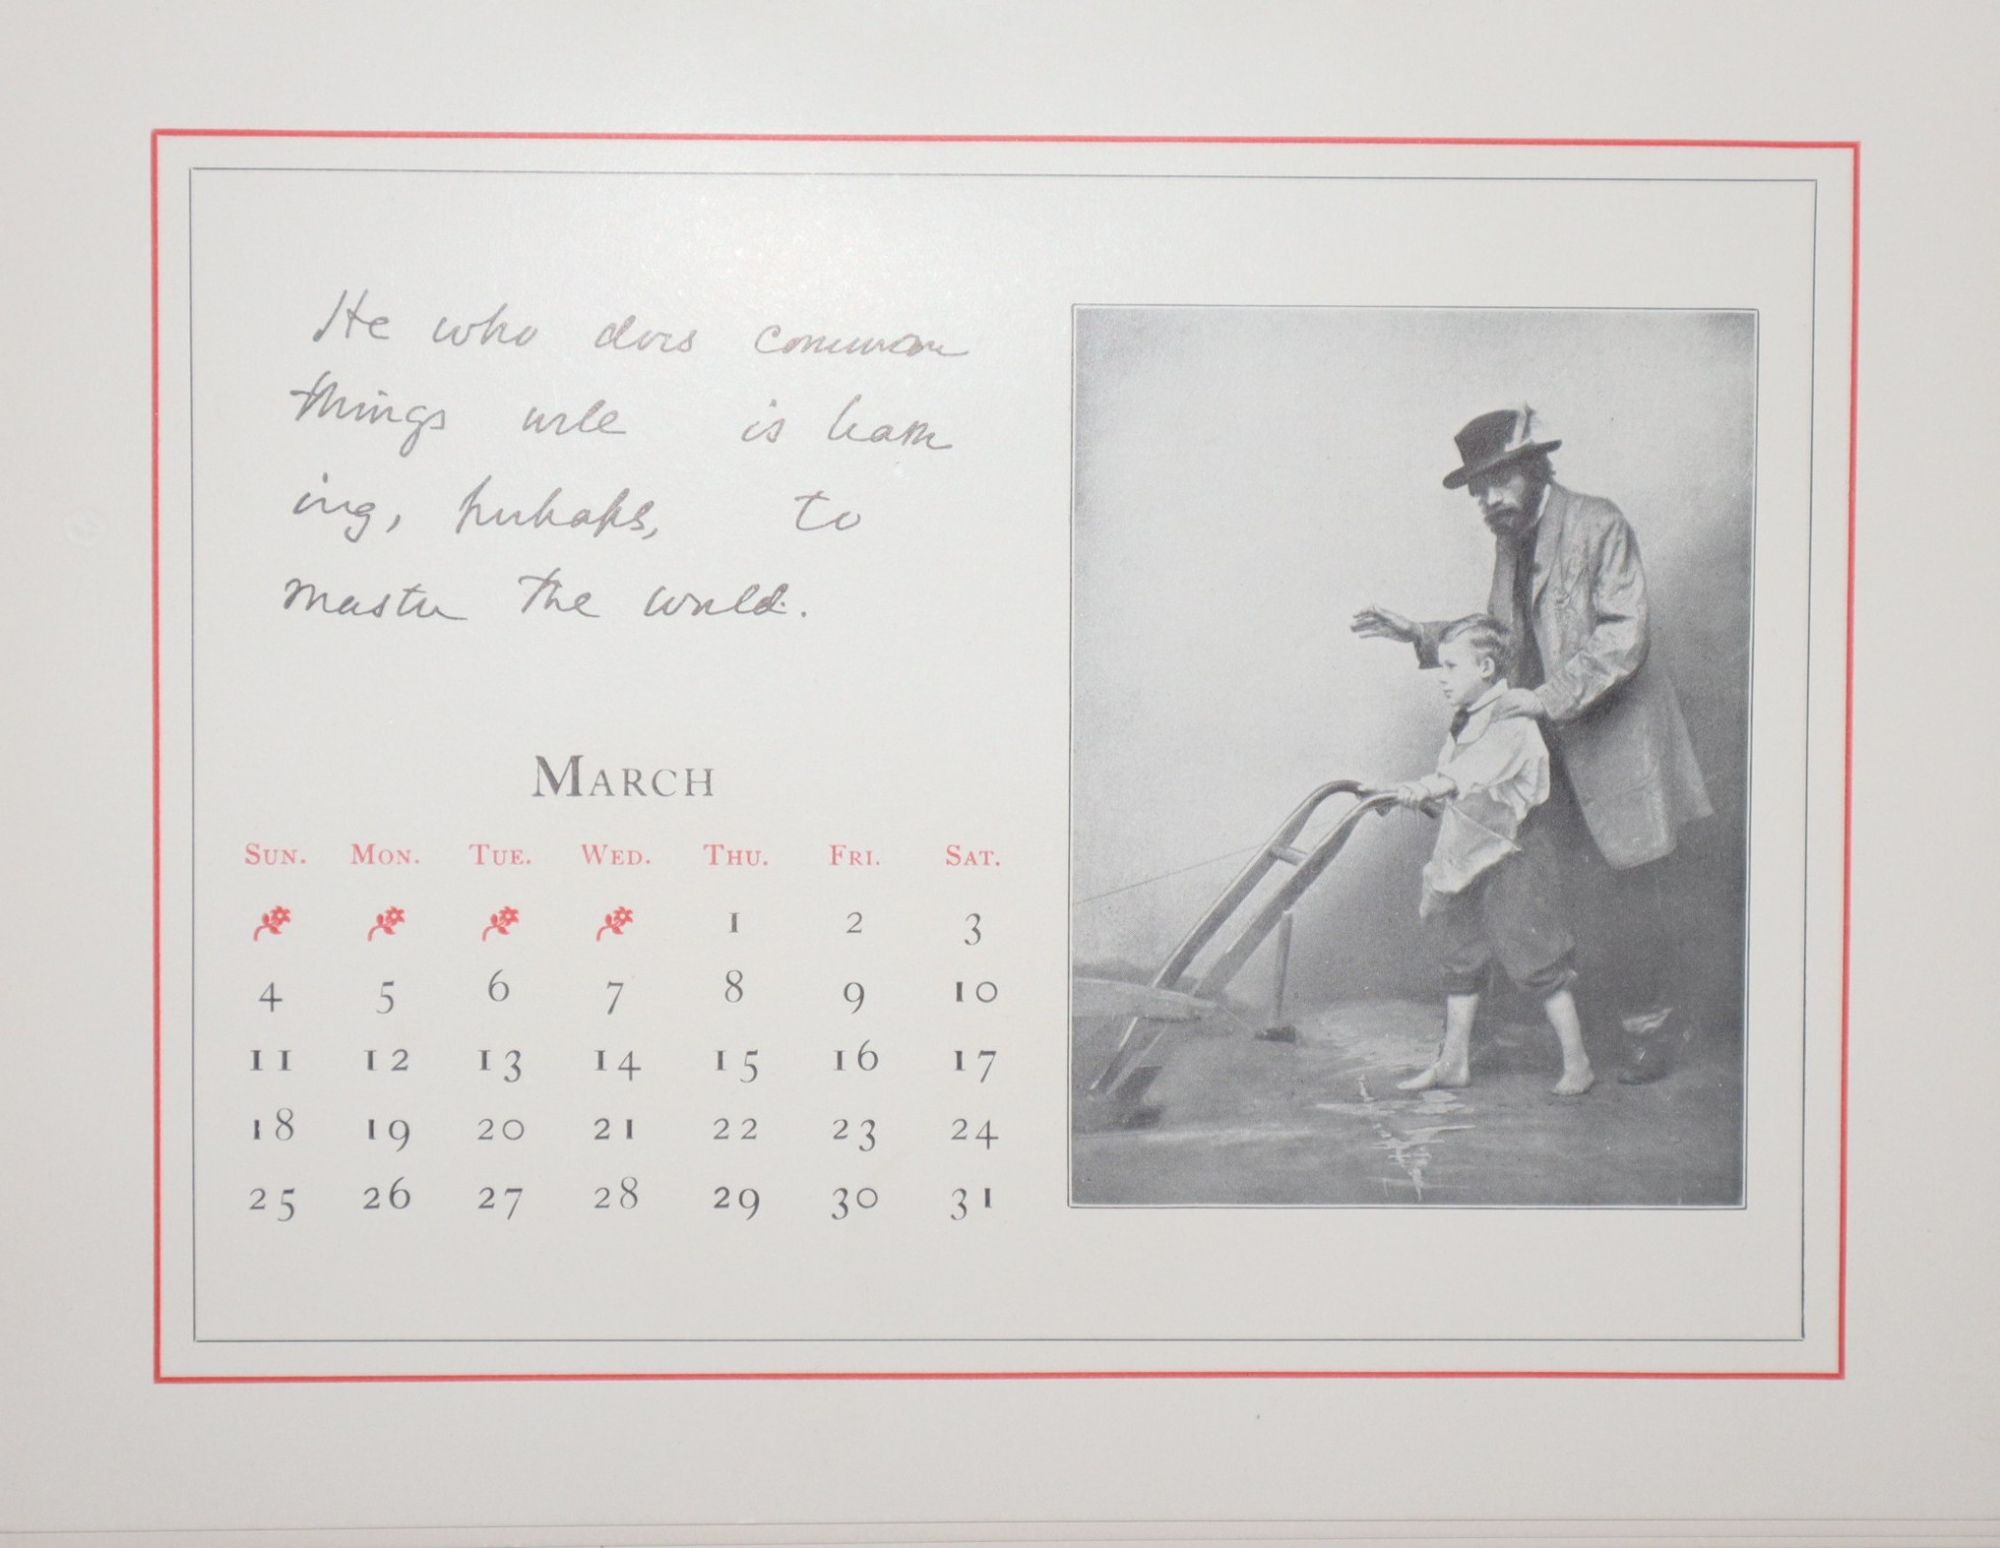 He who does common
things well is learn
ing, perhaps, to
master the world.
MARCH
SUN. MON. TUE. WED. THU. FRI. SAT.
1 2 3
4 5 6 7 8 9 10
11 12 13 14 15 16 17
18 19 20 21 22 23 24
25 26 27 28 29 30 31